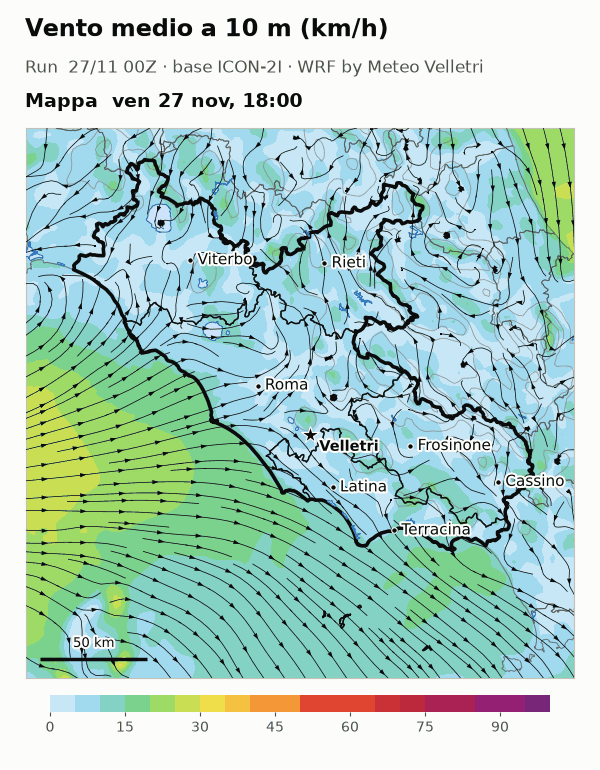 Vento medio a 10 m (km/h)
Run 27/11 00Z · base ICON-2I · WRF by Meteo Velletri
Mappa ven 27 nov, 18:00
Viterbo
Rieti
Roma
Velletri
Frosinone
Cassino
Latina
Terracina
50 km
0 15 30 45 60 75 90